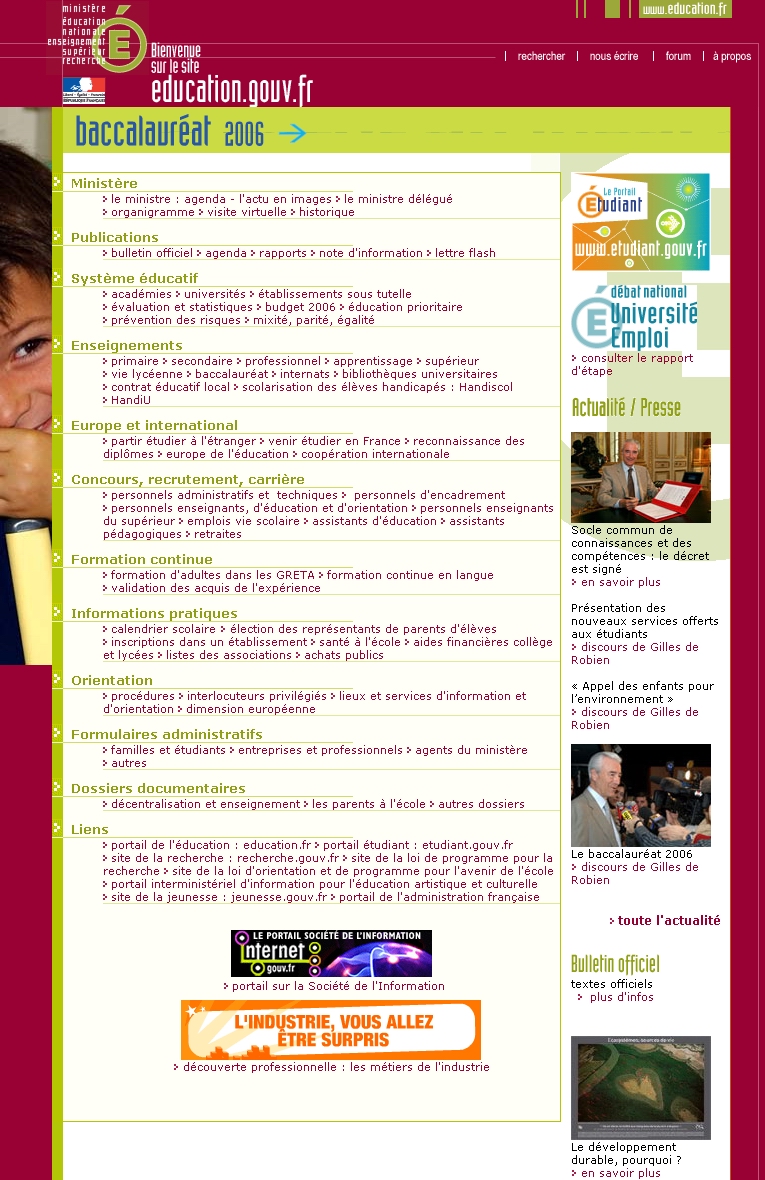 ministère
éducation
nationale
enseignement
supérieur
recherche
É
Liberté • Égalité • Fraternité
RÉPUBLIQUE FRANÇAISE
Bienvenue
sur le site
education.gouv.fr
www.education.fr
rechercher
nous écrire
forum
à propos
baccalauréat 2006
Ministère
le ministre : agenda - l'actu en images le ministre délégué
organigramme visite virtuelle historique
Publications
bulletin officiel agenda rapports note d'information lettre flash
Système éducatif
académies universités établissements sous tutelle
évaluation et statistiques budget 2006 éducation prioritaire
prévention des risques mixité, parité, égalité
Enseignements
primaire secondaire professionnel apprentissage supérieur
vie lycéenne baccalauréat internats bibliothèques universitaires
contrat éducatif local scolarisation des élèves handicapés : Handiscol
HandiU
Europe et international
partir étudier à l'étranger venir étudier en France reconnaissance des
diplômes europe de l'éducation coopération internationale
Concours, recrutement, carrière
personnels administratifs et techniques personnels d'encadrement
personnels enseignants, d'éducation et d'orientation personnels enseignants
du supérieur emplois vie scolaire assistants d'éducation assistants
pédagogiques retraites
Formation continue
formation d'adultes dans les GRETA formation continue en langue
validation des acquis de l'expérience
Informations pratiques
calendrier scolaire élection des représentants de parents d'élèves
inscriptions dans un établissement santé à l'école aides financières collège
et lycées listes des associations achats publics
Orientation
procédures interlocuteurs privilégiés lieux et services d'information et
d'orientation dimension européenne
Formulaires administratifs
familles et étudiants entreprises et professionnels agents du ministère
autres
Dossiers documentaires
décentralisation et enseignement les parents à l'école autres dossiers
Liens
portail de l'éducation : education.fr portail étudiant : etudiant.gouv.fr
site de la recherche : recherche.gouv.fr site de la loi de programme pour la
recherche site de la loi d'orientation et de programme pour l'avenir de l'école
portail interministériel d'information pour l'éducation artistique et culturelle
site de la jeunesse : jeunesse.gouv.fr portail de l'administration française
LE PORTAIL SOCIÉTÉ DE L'INFORMATION
internet
gouv.fr
portail sur la Société de l'Information
L'INDUSTRIE, VOUS ALLEZ
ÊTRE SURPRIS
découverte professionnelle : les métiers de l'industrie
Le Portail
Étudiant
www.etudiant.gouv.fr
débat national
Université
Emploi
consulter le rapport
d'étape
Actualité / Presse
Socle commun de
connaissances et des
compétences : le décret
est signé
en savoir plus
Présentation des
nouveaux services offerts
aux étudiants
discours de Gilles de
Robien
« Appel des enfants pour
l'environnement »
discours de Gilles de
Robien
Le baccalauréat 2006
discours de Gilles de
Robien
toute l'actualité
Bulletin officiel
textes officiels
plus d'infos
Écosystèmes, sources de vie
Le développement
durable, pourquoi ?
en savoir plus